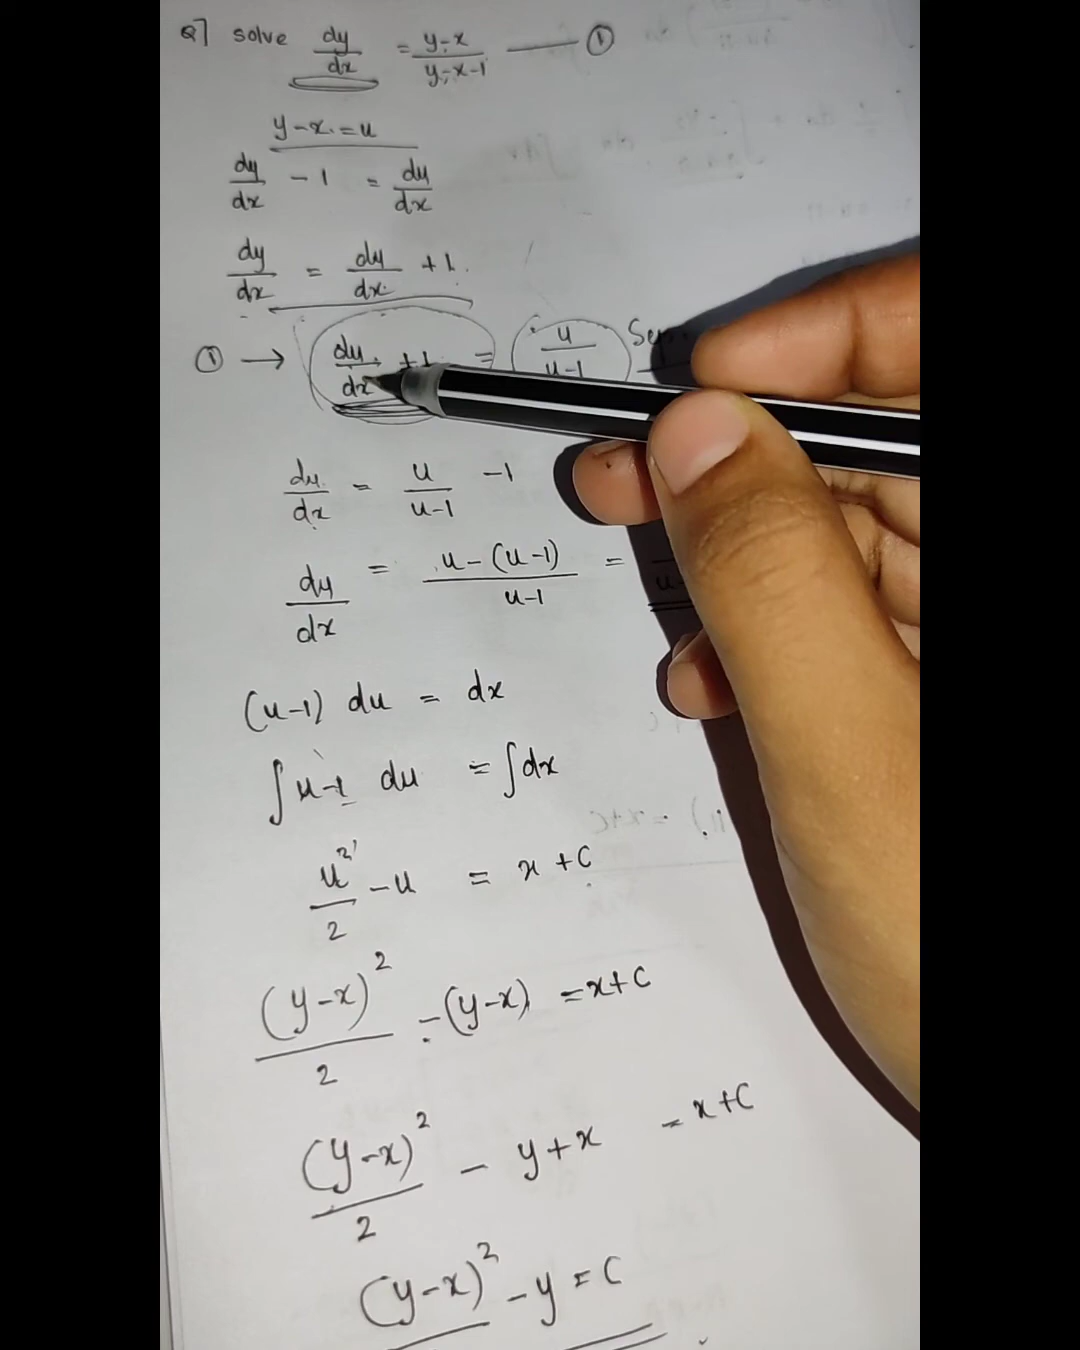 Q] solve dy/dx = y-x/y-x-1 —— ①
y-x = u
dy/dx - 1 = du/dx
dy/dx = du/dx + 1.
① → du/dx + 1 = u/u-1
du/dx = u/u-1 - 1
du/dx = u-(u-1)/u-1 =
(u-1) du = dx
∫u-1 du = ∫dx
u²/2 - u = x + c
(y-x)²/2 - (y-x) = x+c
(y-x)²/2 - y+x = x+c
(y-x)² - y = c